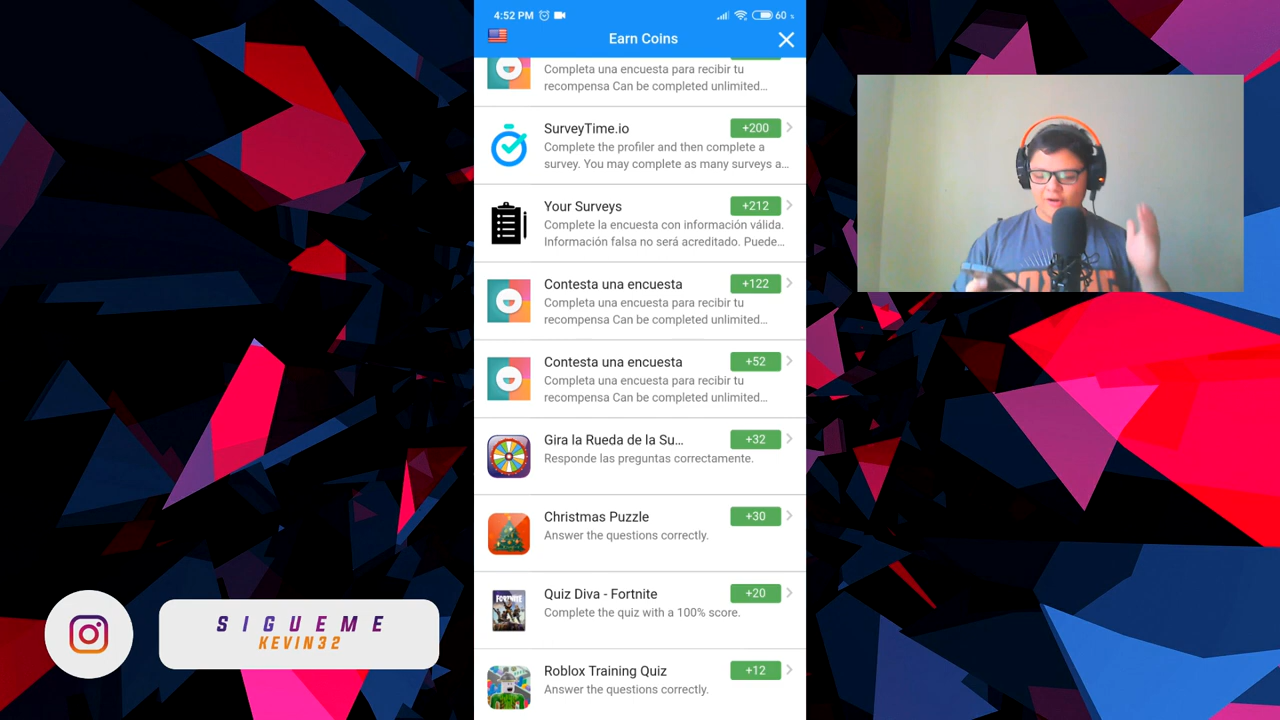 4:52 PM
60
Earn Coins
Completa una encuesta para recibir tu
recompensa Can be completed unlimited…
SurveyTime.io
+200
Complete the profiler and then complete a
survey. You may complete as many surveys a…
Your Surveys
+212
Complete la encuesta con información válida.
Información falsa no será acreditado. Puede…
Contesta una encuesta
+122
Completa una encuesta para recibir tu
recompensa Can be completed unlimited…
Contesta una encuesta
+52
Completa una encuesta para recibir tu
recompensa Can be completed unlimited…
Gira la Rueda de la Su…
+32
Responde las preguntas correctamente.
Christmas Puzzle
+30
Answer the questions correctly.
Quiz Diva - Fortnite
+20
Complete the quiz with a 100% score.
FORTNITE
Roblox Training Quiz
+12
Answer the questions correctly.
SIGUEME
KEVIN32